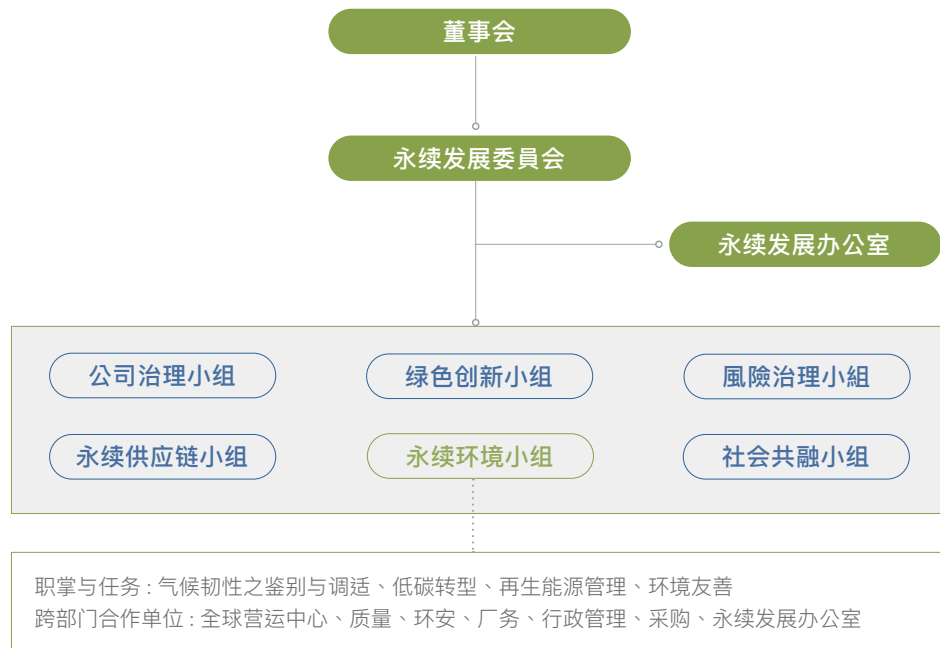 董事会
永续发展委員会
永续发展办公室
公司治理小组
绿色创新小组
風險治理小組
永续供应链小组
永续环境小组
社会共融小组
职掌与任务 : 气候韧性之鉴别与调适、低碳转型、再生能源管理、环境友善
跨部门合作单位 : 全球营运中心、质量、环安、厂务、行政管理、采购、永续发展办公室